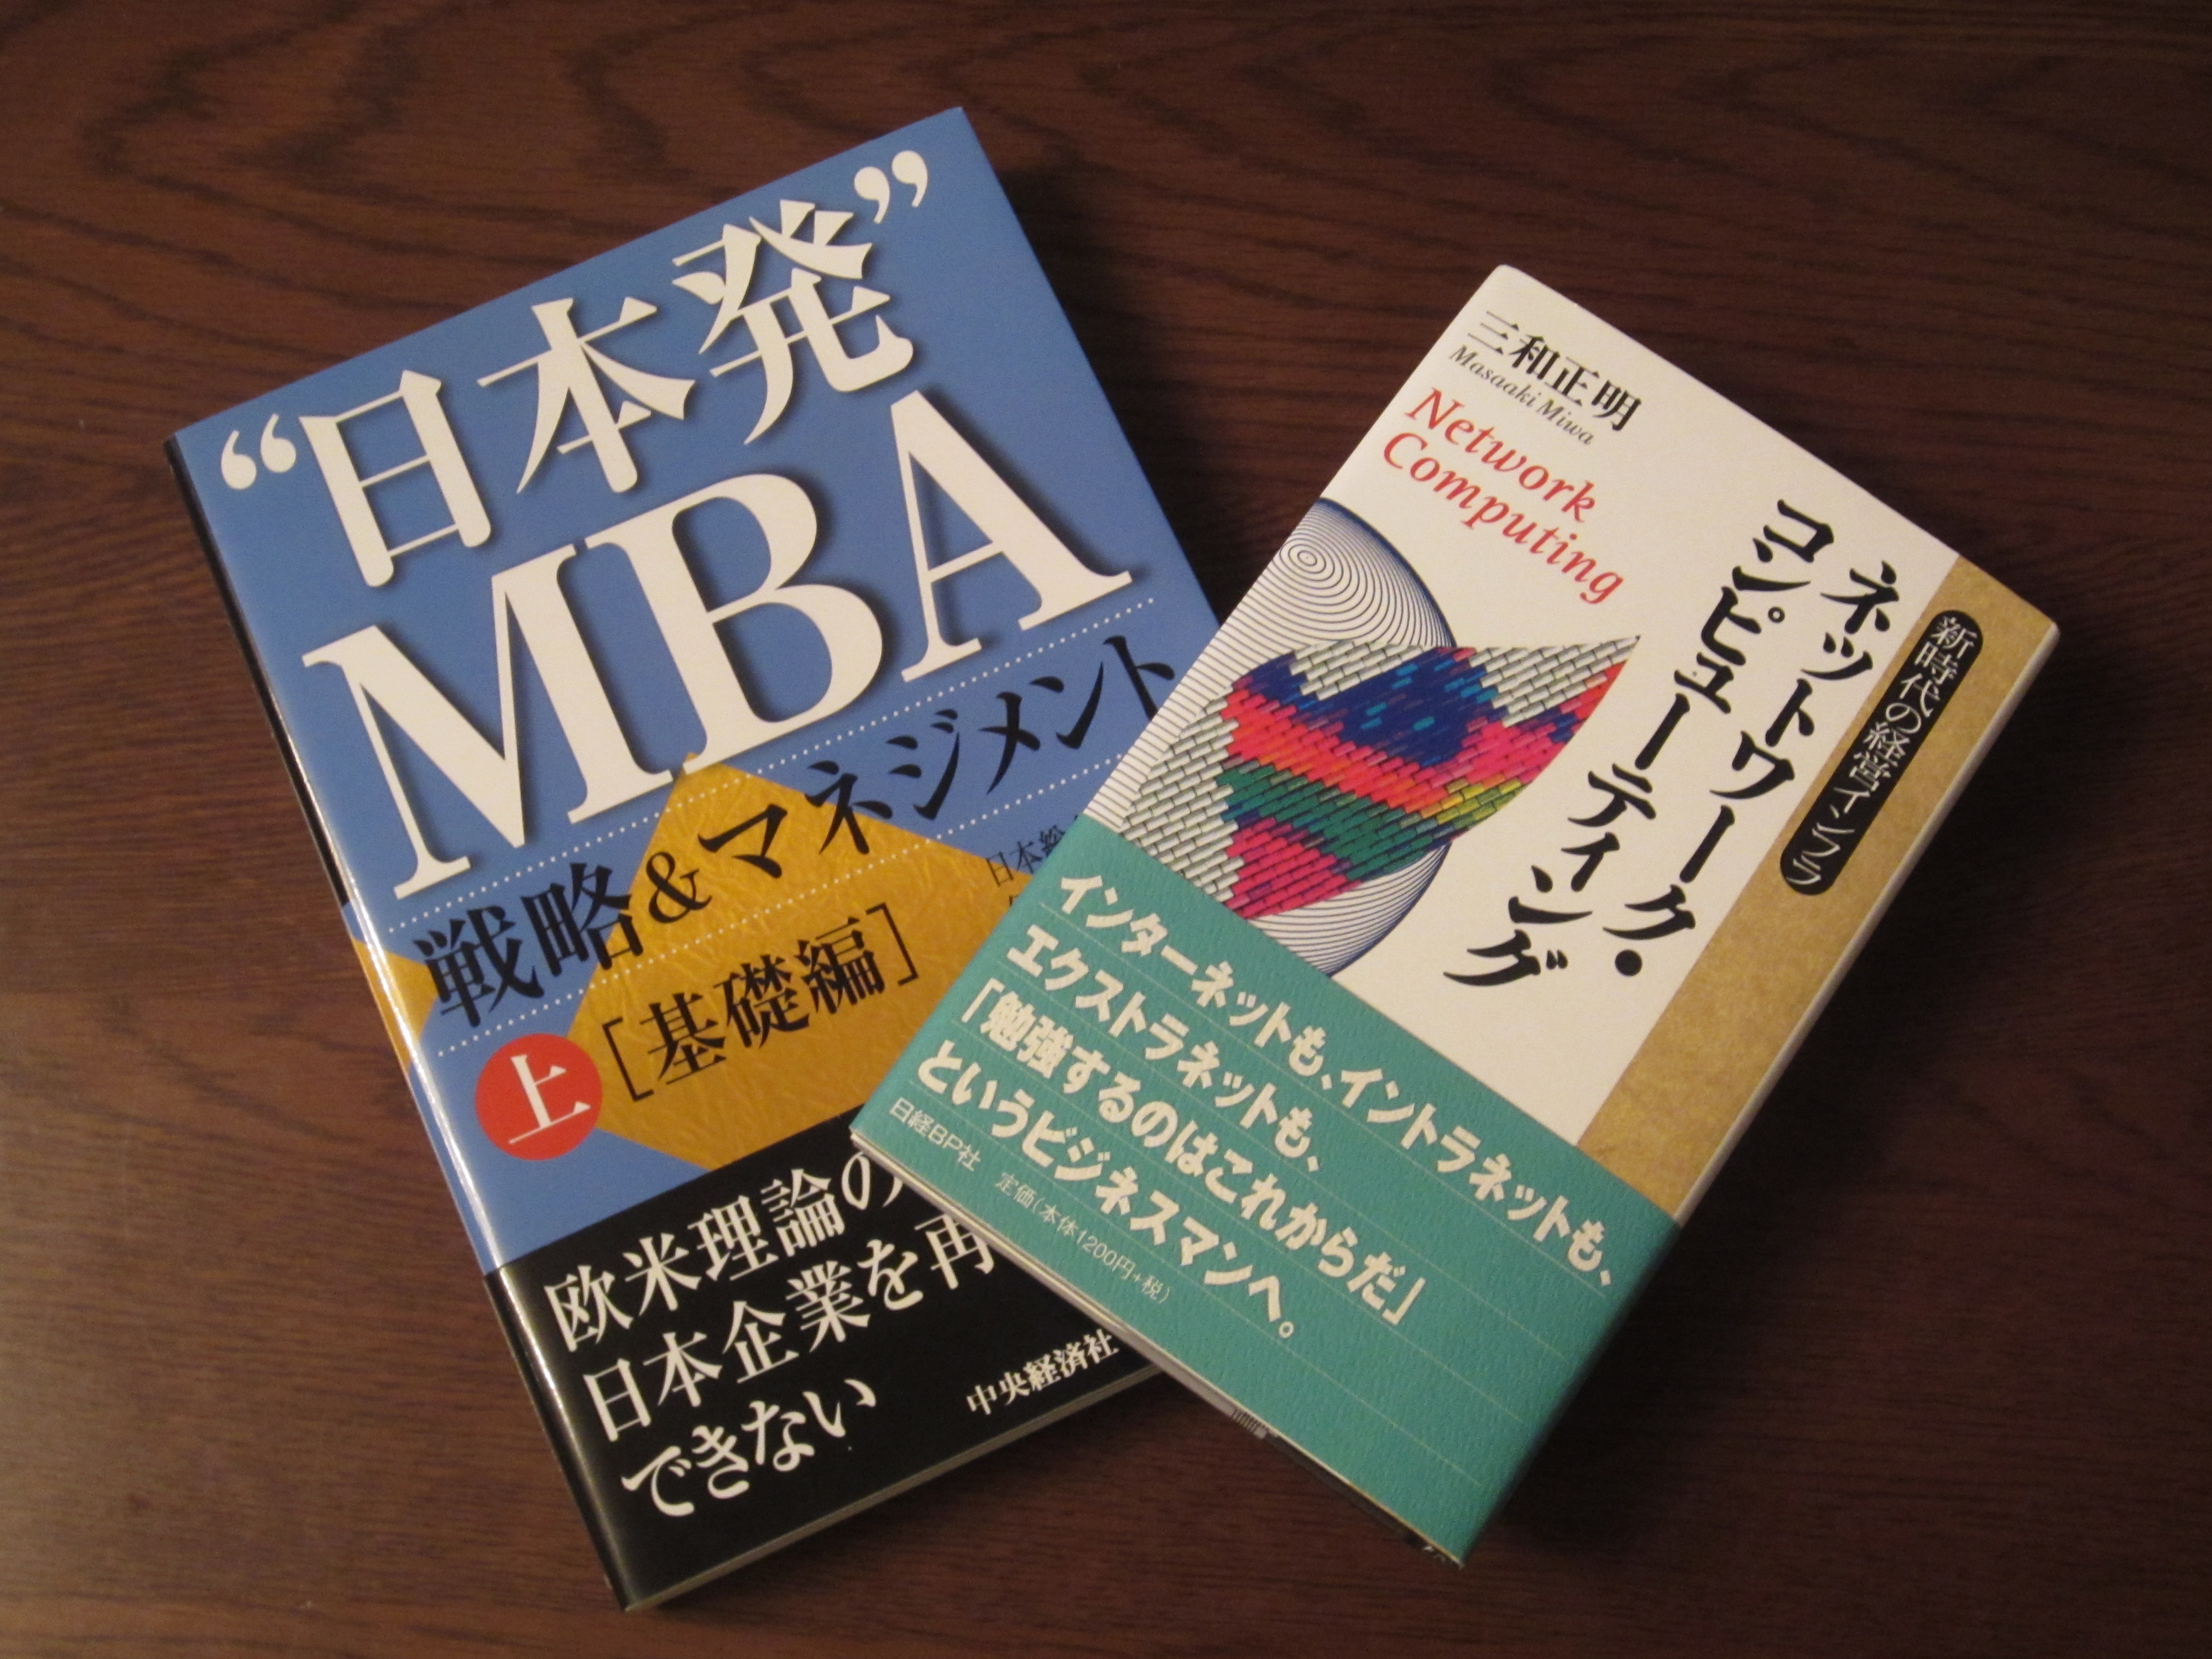 “日本発”
MBA
戦略&マネジメント
上
[基礎編]
日本総
欧米理論の
日本企業を再
できない
中央経済社
三和正明
Masaaki Miwa
Network
Computing
新時代の経営インフラ
ネットワーク・
コンピューティング
インターネットも、イントラネットも、
エクストラネットも、
「勉強するのはこれからだ」
というビジネスマンへ。
日経BP社 定価(本体1200円+税)